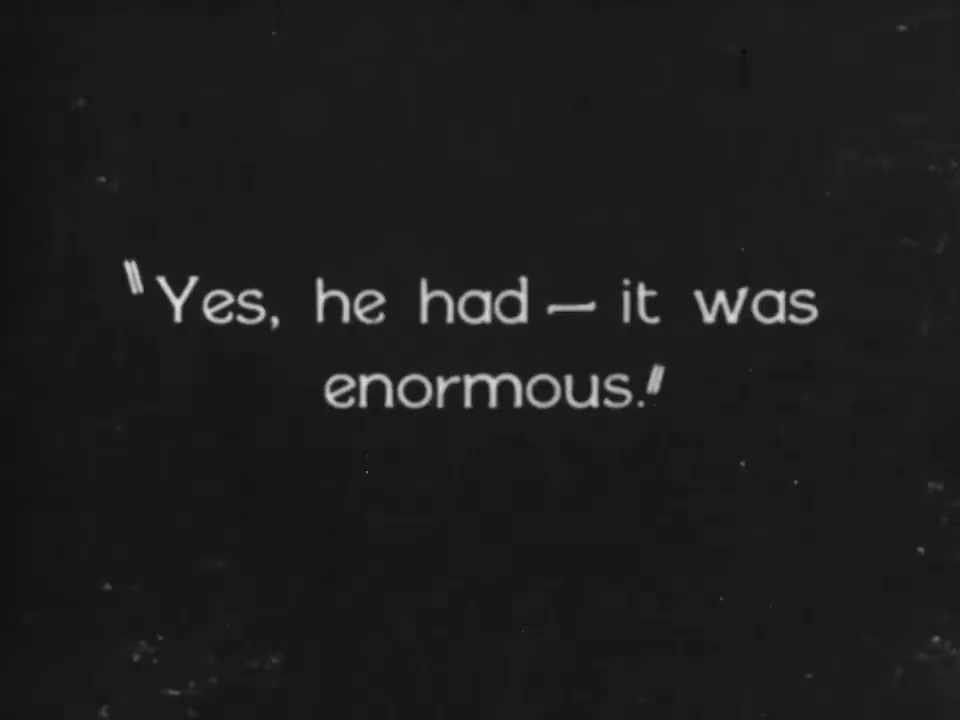 "Yes, he had — it was
enormous."